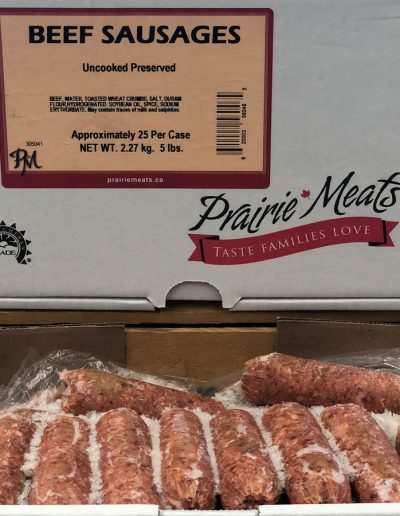 BEEF SAUSAGES
Uncooked Preserved
BEEF, WATER, TOASTED WHEAT CRUMBS, SALT, DURAM
FLOUR, HYDROGENATED SOYBEAN OIL, SPICE, SODIUM
ERYTHORBATE. May contain traces of milk and sulphites
Approximately 25 Per Case
NET WT. 2.27 kg. 5 lbs.
305041
PM
prairiemeats.ca
Prairie Meats
TASTE FAMILIES LOVE